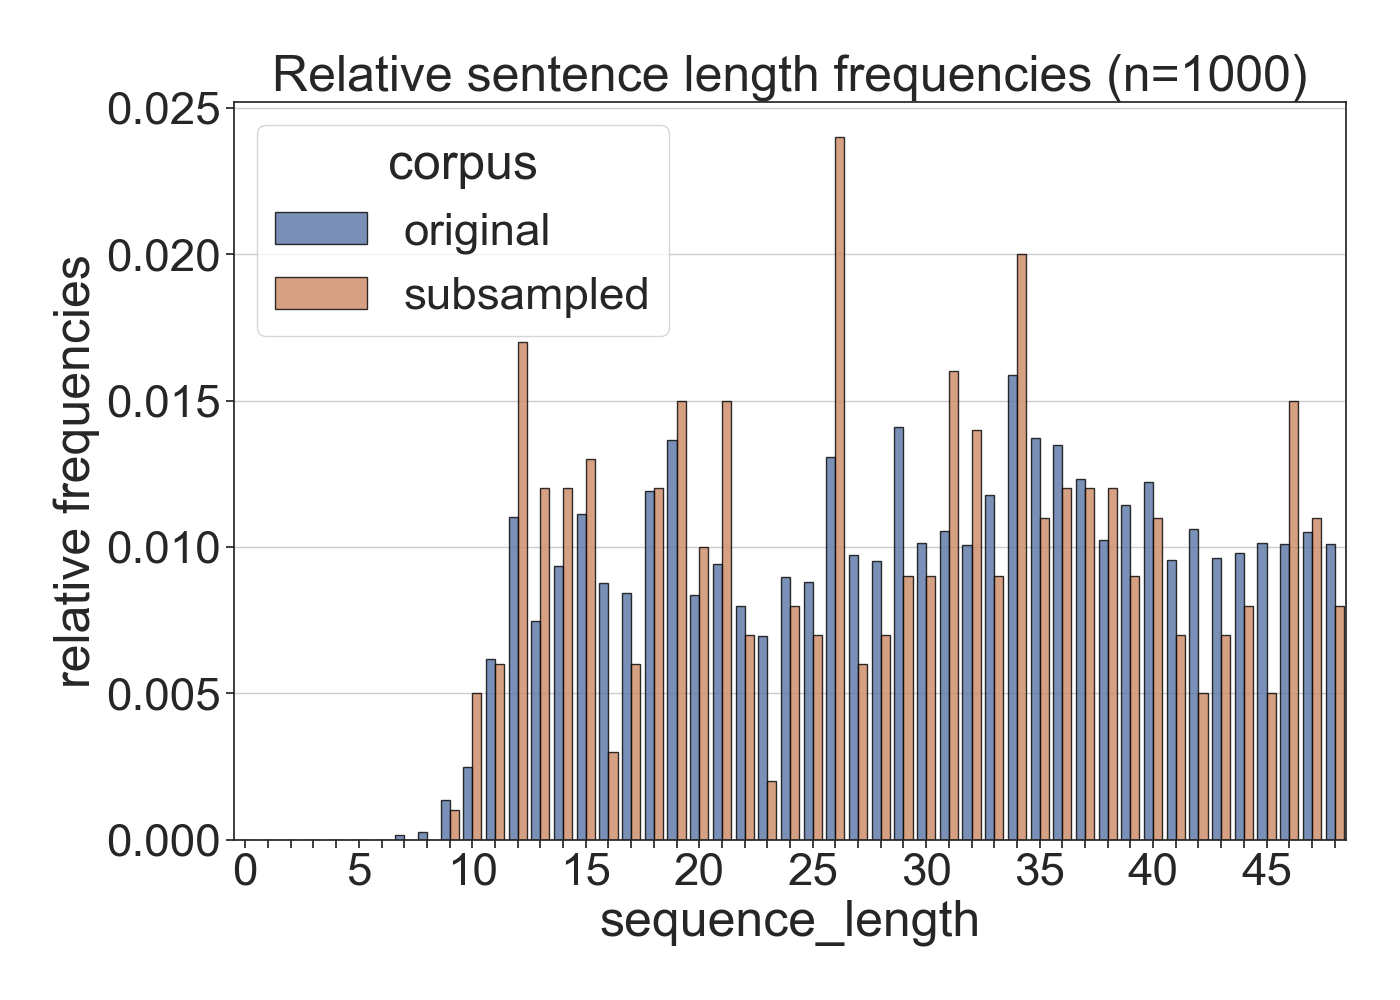 Relative sentence length frequencies (n=1000)
0.025
0.020
0.015
0.010
0.005
0.000
relative frequencies
corpus
original
subsampled
0 5 10 15 20 25 30 35 40 45
sequence_length